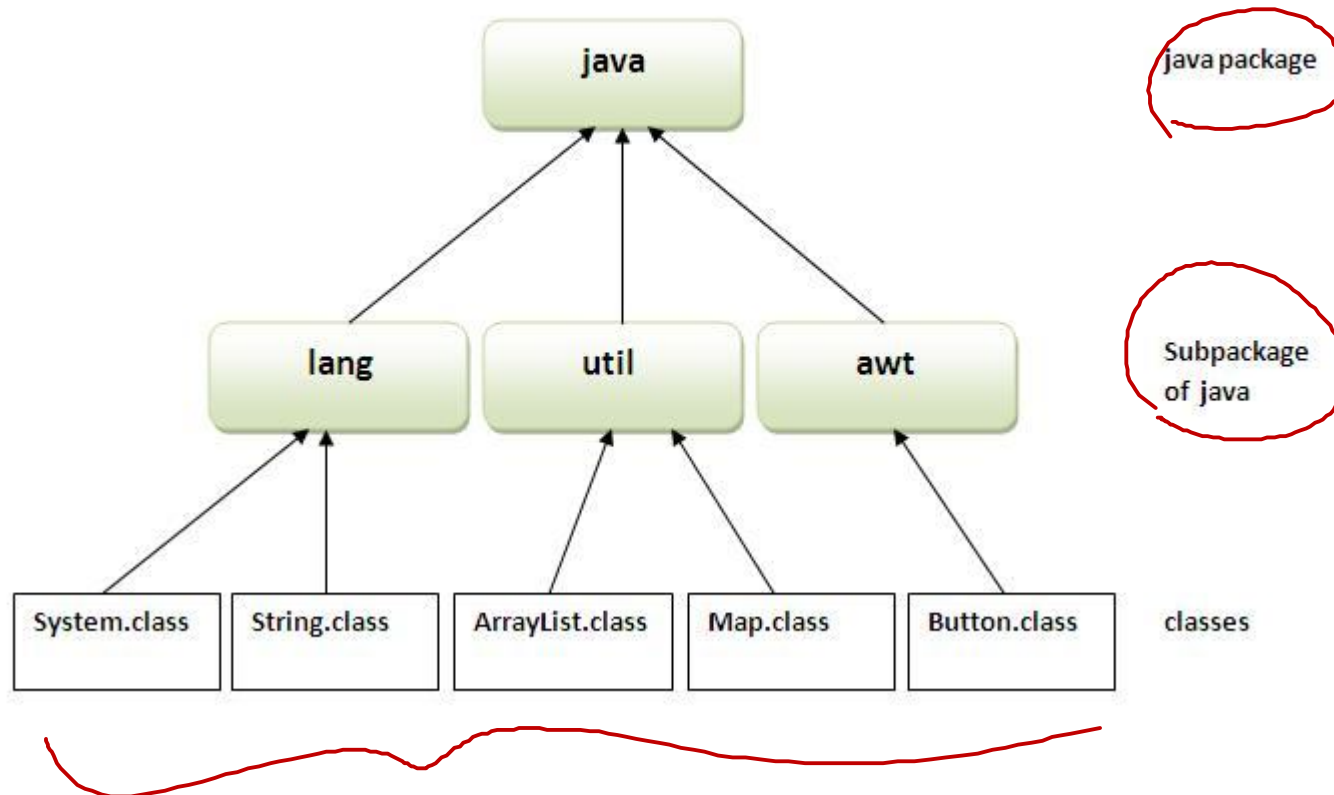 java
java package
lang
util
awt
Subpackage
of java
System.class
String.class
ArrayList.class
Map.class
Button.class
classes